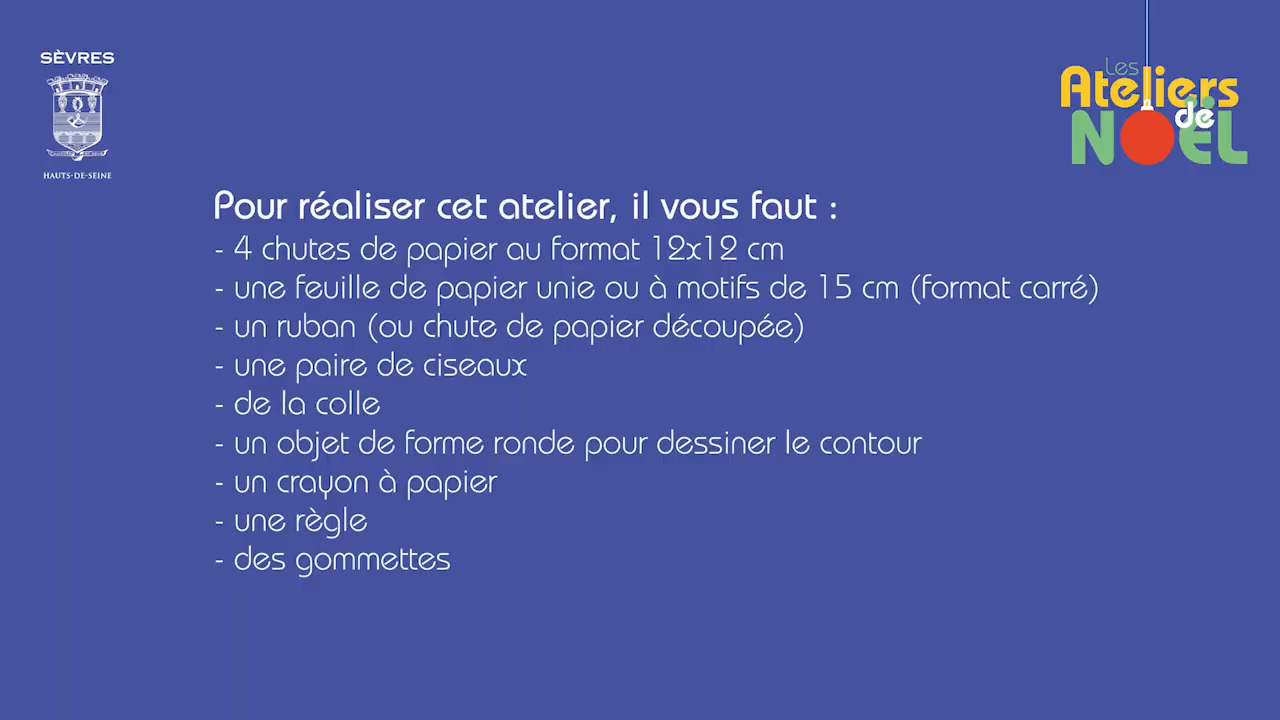 SÈVRES
HAUTS-DE-SEINE
Les
Ateliers
de
NOËL
Pour réaliser cet atelier, il vous faut :
- 4 chutes de papier au format 12x12 cm
- une feuille de papier unie ou à motifs de 15 cm (format carré)
- un ruban (ou chute de papier découpée)
- une paire de ciseaux
- de la colle
- un objet de forme ronde pour dessiner le contour
- un crayon à papier
- une règle
- des gommettes